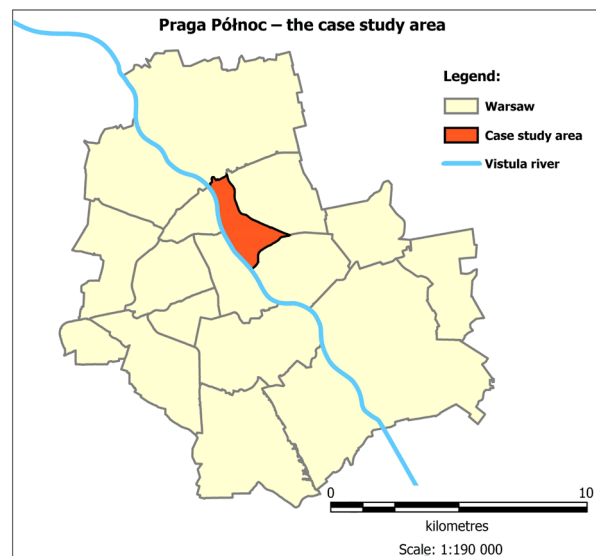 Praga Północ – the case study area
Legend:
Warsaw
Case study area
Vistula river
0 10
kilometres
Scale: 1:190 000